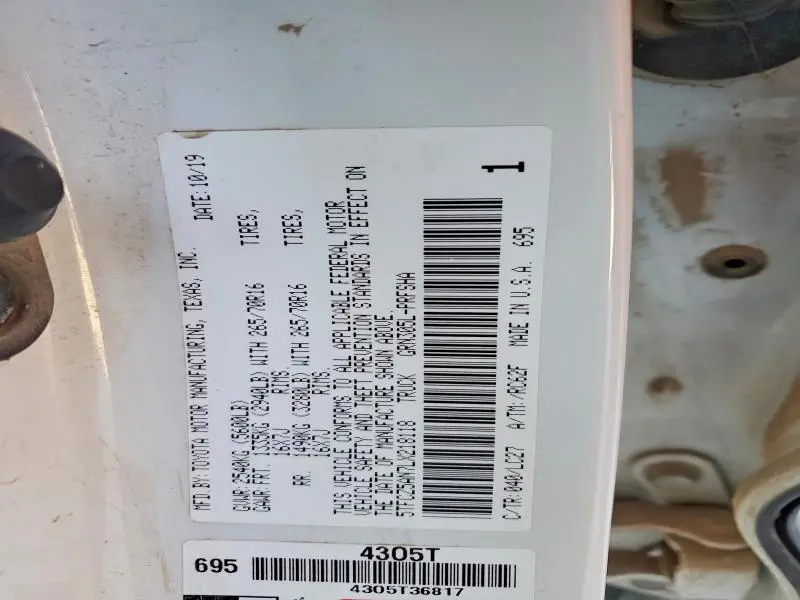 MFD BY: TOYOTA MOTOR MANUFACTURING, TEXAS, INC. DATE: 10/19
GVWR: 2540KG (5600LB)
GAWR: FRT. 1335KG (2940LB) WITH 265/70R16 TIRES,
16X7J RIMS,
RR. 1490KG (3280LB) WITH 265/70R16 TIRES,
16X7J RIMS,
THIS VEHICLE CONFORMS TO ALL APPLICABLE FEDERAL MOTOR
VEHICLE SAFETY AND THEFT PREVENTION STANDARDS IN EFFECT ON
THE DATE OF MANUFACTURE SHOWN ABOVE.
5TFCZ5AN7LX218118 TRUCK GRN305L-PRFSHA
1
C/TR: 040/LC27 A/TM: /RC62F MADE IN U.S.A. 695
695 4305T
4305T36817